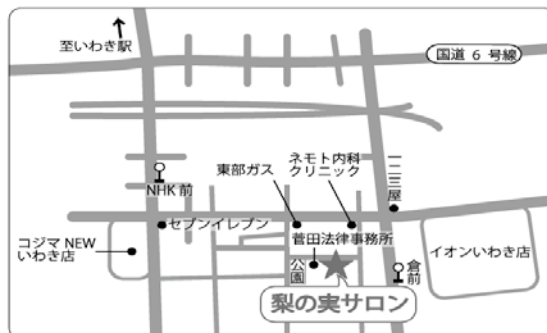 至いわき駅
国道 6 号線
ネモト内科
クリニック
東部ガス
一二三屋
NHK 前
セブンイレブン
菅田法律事務所
コジマ NEW
いわき店
公園
倉前
イオンいわき店
梨の実サロン